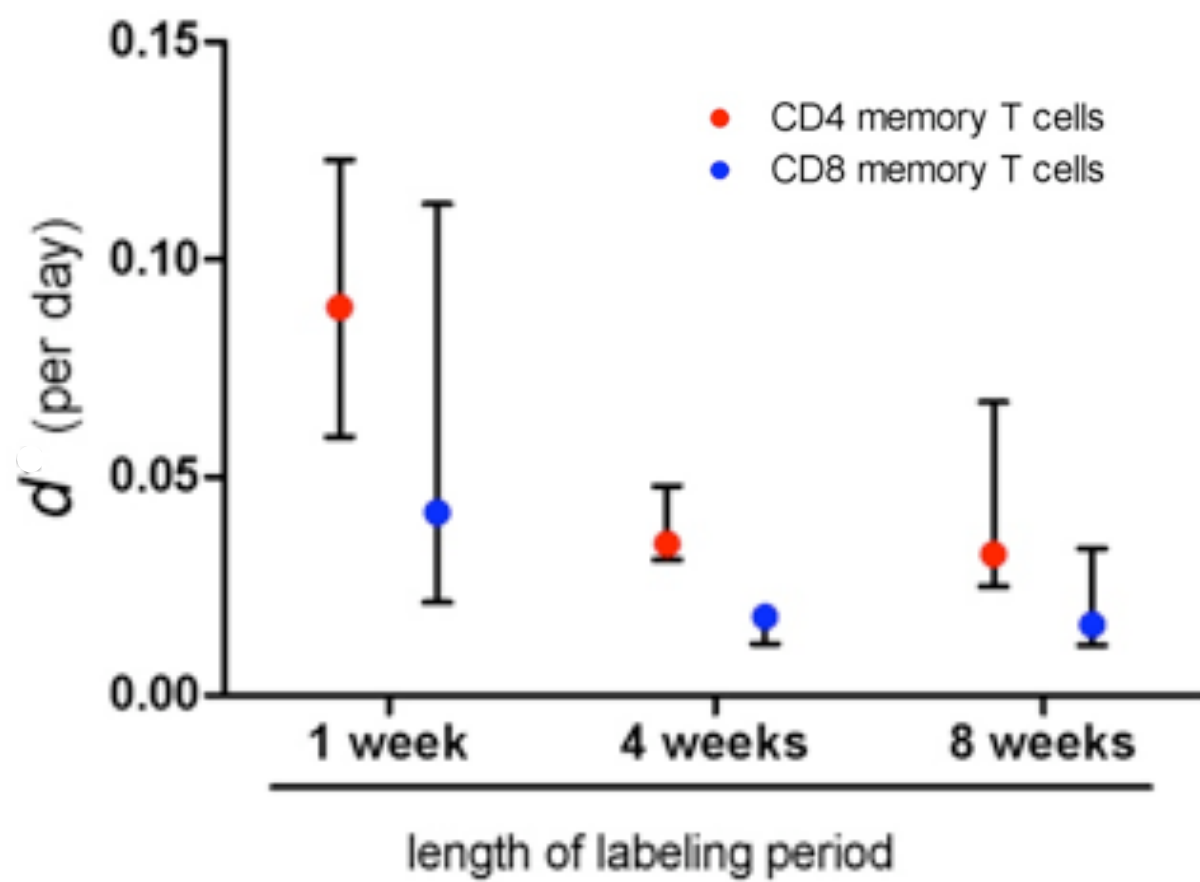 0.15
CD4 memory T cells
CD8 memory T cells
0.10
d (per day)
0.05
0.00
1 week 4 weeks 8 weeks
length of labeling period